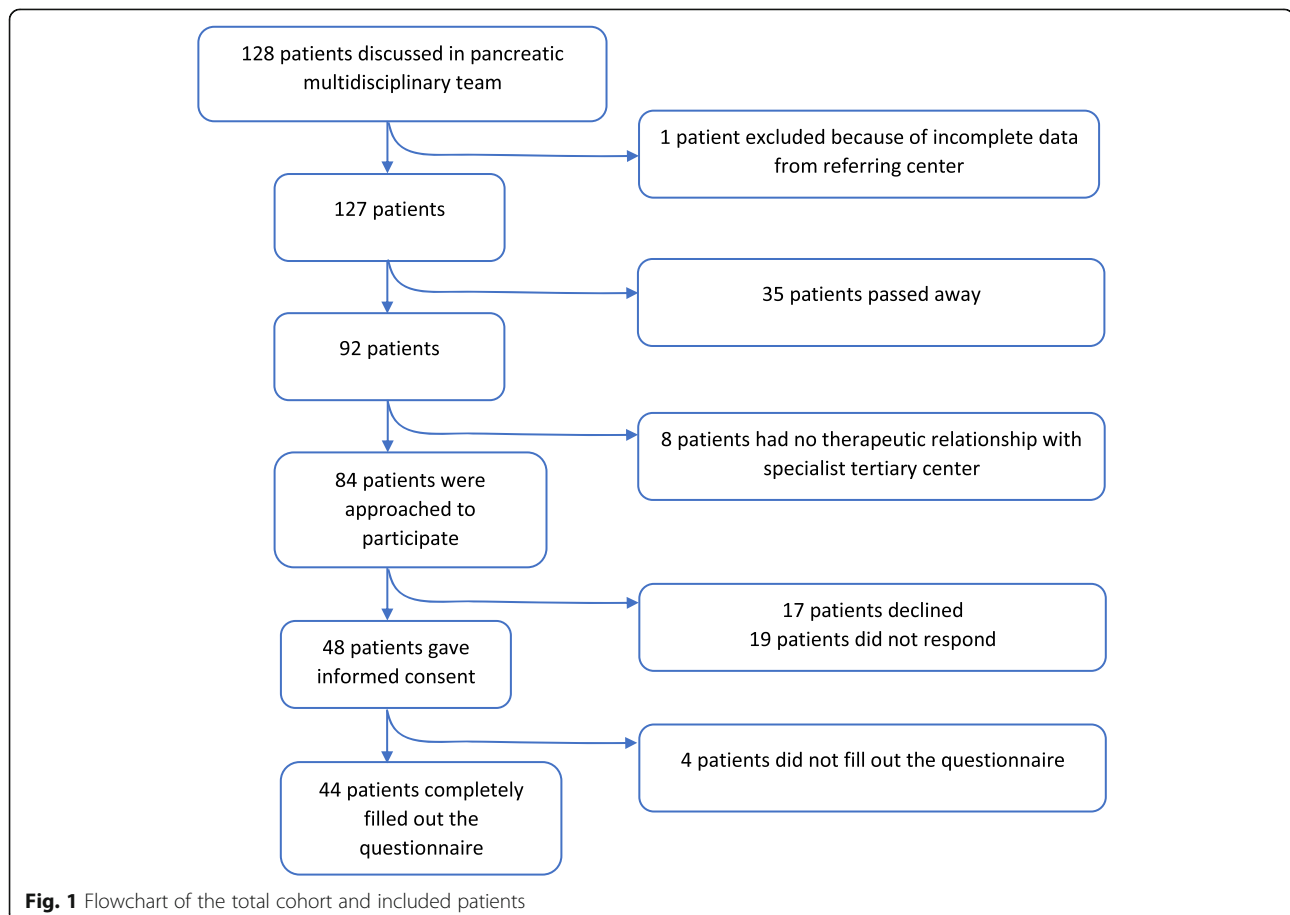 128 patients discussed in pancreatic
multidisciplinary team
1 patient excluded because of incomplete data
from referring center
127 patients
35 patients passed away
92 patients
8 patients had no therapeutic relationship with
specialist tertiary center
84 patients were
approached to
participate
17 patients declined
19 patients did not respond
48 patients gave
informed consent
4 patients did not fill out the questionnaire
44 patients completely
filled out the
questionnaire
Fig. 1 Flowchart of the total cohort and included patients